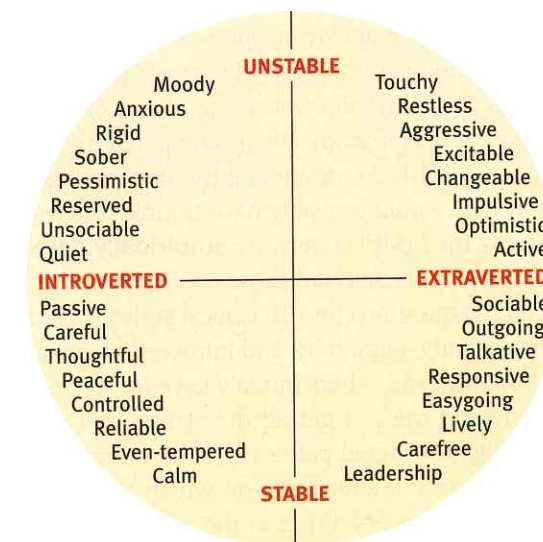 UNSTABLE
Moody
Anxious
Rigid
Sober
Pessimistic
Reserved
Unsociable
Quiet
Touchy
Restless
Aggressive
Excitable
Changeable
Impulsive
Optimistic
Active
INTROVERTED
EXTRAVERTED
Passive
Careful
Thoughtful
Peaceful
Controlled
Reliable
Even-tempered
Calm
Sociable
Outgoing
Talkative
Responsive
Easygoing
Lively
Carefree
Leadership
STABLE